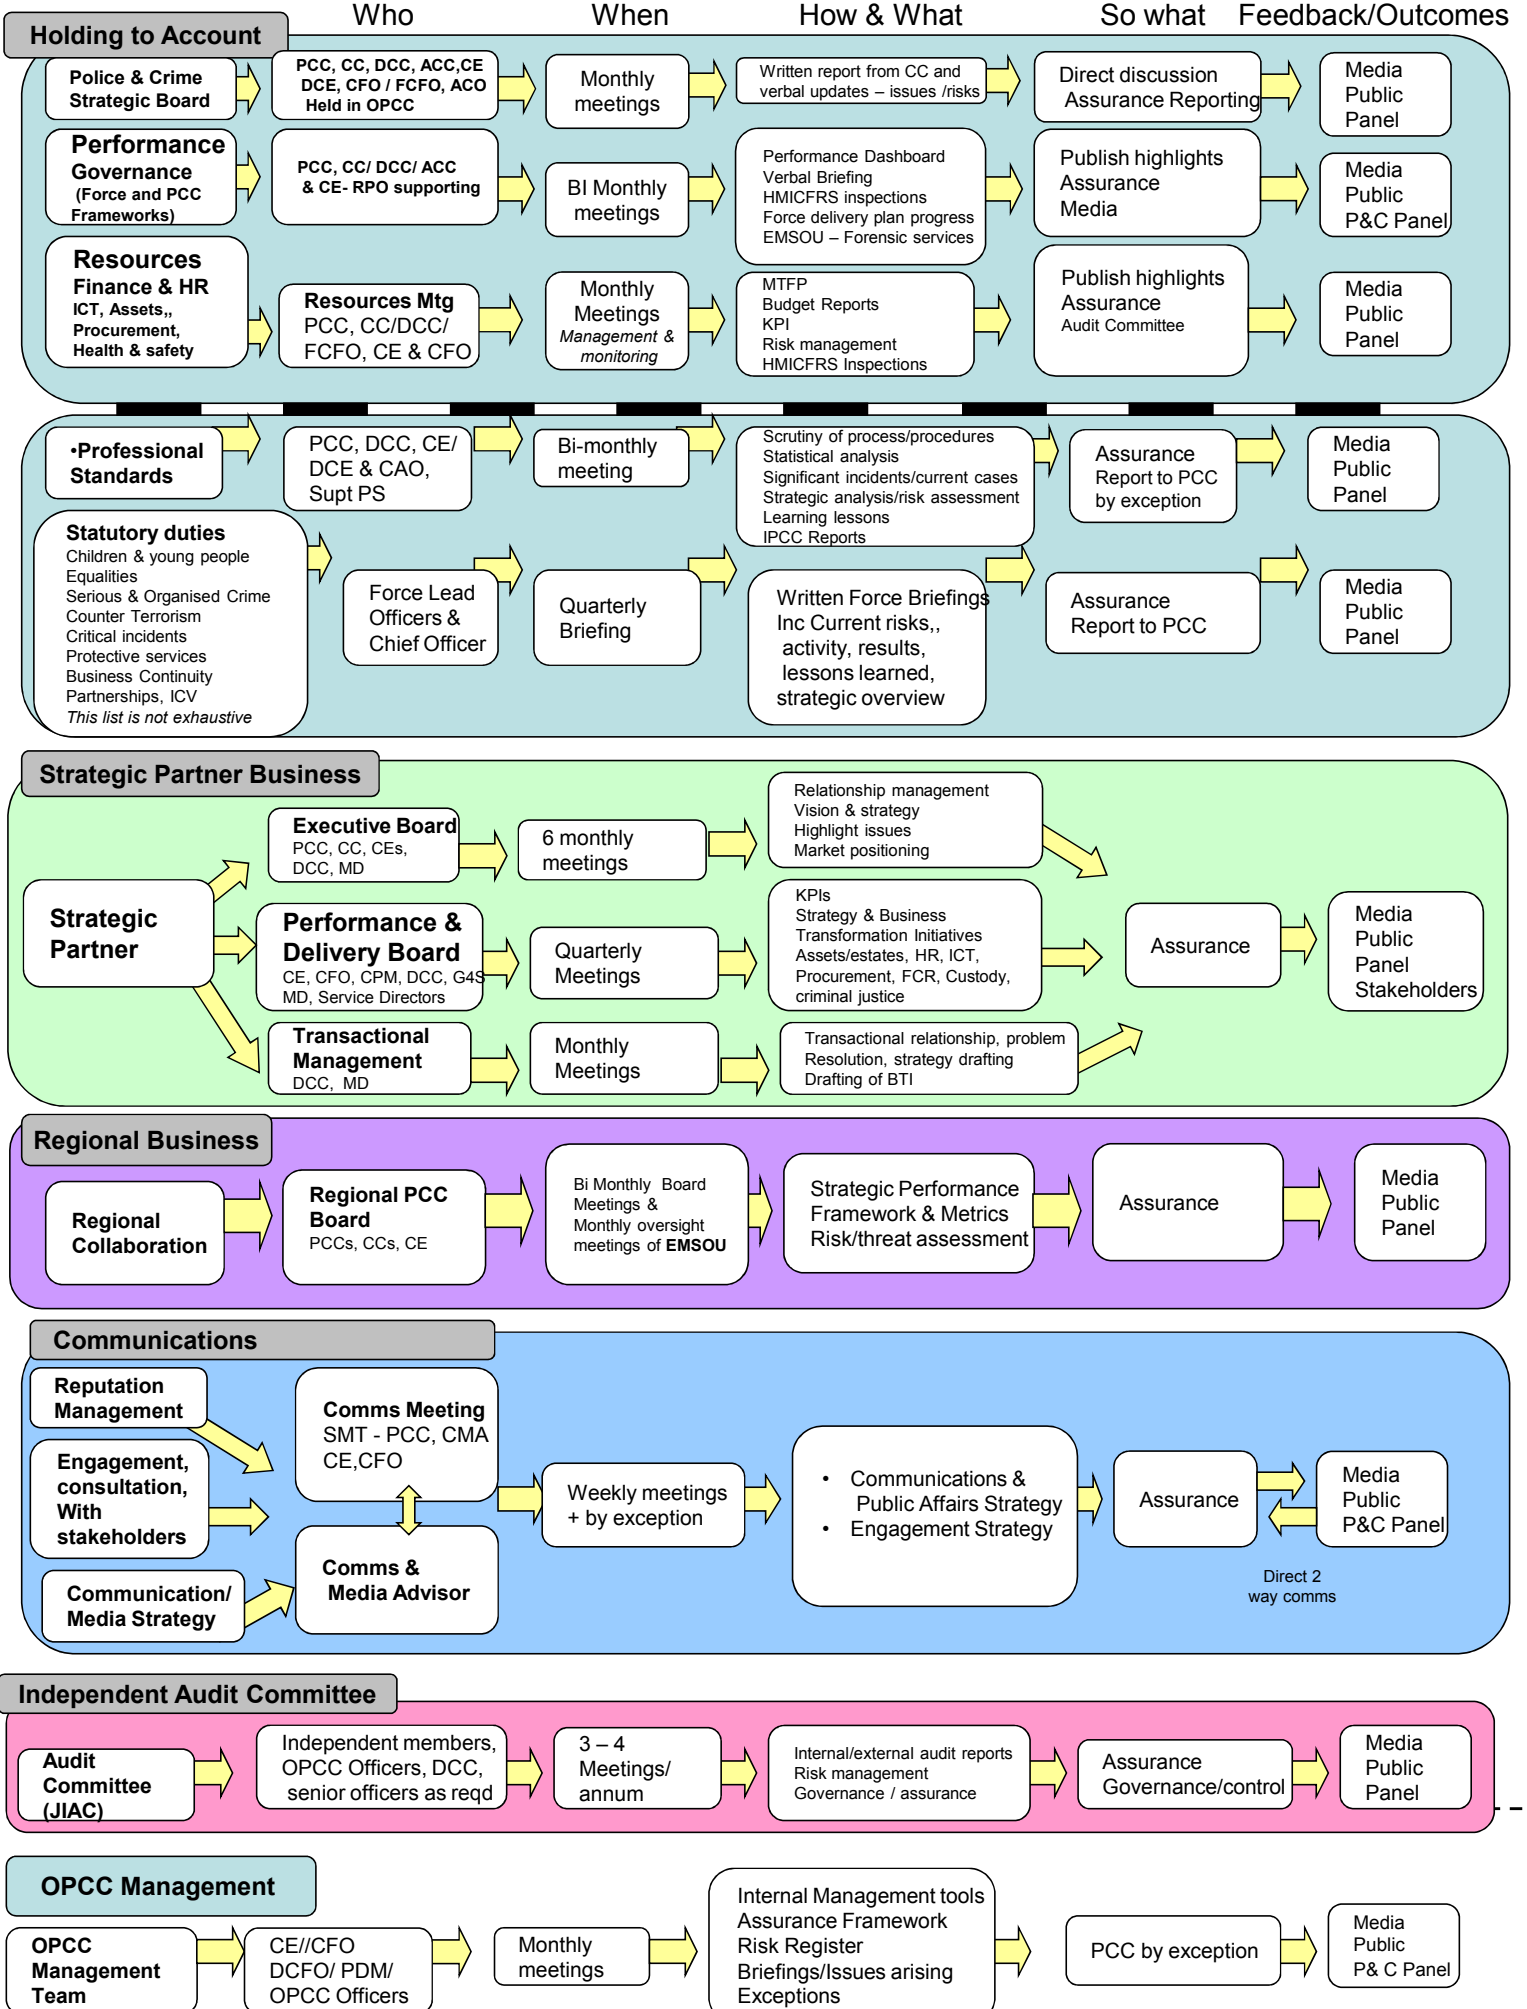 Who
When
How & What
So what
Feedback/Outcomes
Holding to Account
Police & Crime
Strategic Board
PCC, CC, DCC, ACC,CE
DCE, CFO / FCFO, ACO
Held in OPCC
Monthly
meetings
Written report from CC and
verbal updates – issues /risks
Direct discussion
Assurance Reporting
Media
Public
Panel
Performance
Governance
(Force and PCC
Frameworks)
PCC, CC/ DCC/ ACC
& CE- RPO supporting
BI Monthly
meetings
Performance Dashboard
Verbal Briefing
HMICFRS inspections
Force delivery plan progress
EMSOU – Forensic services
Publish highlights
Assurance
Media
Media
Public
P&C Panel
Resources
Finance & HR
ICT, Assets,,
Procurement,
Health & safety
Resources Mtg
PCC, CC/DCC/
FCFO, CE & CFO
Monthly
Meetings
Management &
monitoring
MTFP
Budget Reports
KPI
Risk management
HMICFRS Inspections
Publish highlights
Assurance
Audit Committee
Media
Public
Panel
•Professional
Standards
PCC, DCC, CE/
DCE & CAO,
Supt PS
Bi-monthly
meeting
Scrutiny of process/procedures
Statistical analysis
Significant incidents/current cases
Strategic analysis/risk assessment
Learning lessons
IPCC Reports
Assurance
Report to PCC
by exception
Media
Public
Panel
Statutory duties
Children & young people
Equalities
Serious & Organised Crime
Counter Terrorism
Critical incidents
Protective services
Business Continuity
Partnerships, ICV
This list is not exhaustive
Force Lead
Officers &
Chief Officer
Quarterly
Briefing
Written Force Briefings
Inc Current risks,,
activity, results,
lessons learned,
strategic overview
Assurance
Report to PCC
Media
Public
Panel
Strategic Partner Business
Strategic
Partner
Executive Board
PCC, CC, CEs,
DCC, MD
6 monthly
meetings
Relationship management
Vision & strategy
Highlight issues
Market positioning
Performance &
Delivery Board
CE, CFO, CPM, DCC, G4S
MD, Service Directors
Quarterly
Meetings
KPIs
Strategy & Business
Transformation Initiatives
Assets/estates, HR, ICT,
Procurement, FCR, Custody,
criminal justice
Assurance
Media
Public
Panel
Stakeholders
Transactional
Management
DCC, MD
Monthly
Meetings
Transactional relationship, problem
Resolution, strategy drafting
Drafting of BTI
Regional Business
Regional
Collaboration
Regional PCC
Board
PCCs, CCs, CE
Bi Monthly Board
Meetings &
Monthly oversight
meetings of EMSOU
Strategic Performance
Framework & Metrics
Risk/threat assessment
Assurance
Media
Public
Panel
Communications
Reputation
Management
Engagement,
consultation,
With
stakeholders
Communication/
Media Strategy
Comms Meeting
SMT - PCC, CMA
CE,CFO
Comms &
Media Advisor
Weekly meetings
+ by exception
• Communications &
Public Affairs Strategy
• Engagement Strategy
Assurance
Media
Public
P&C Panel
Direct 2
way comms
Independent Audit Committee
Audit
Committee
(JIAC)
Independent members,
OPCC Officers, DCC,
senior officers as reqd
3 – 4
Meetings/
annum
Internal/external audit reports
Risk management
Governance / assurance
Assurance
Governance/control
Media
Public
Panel
OPCC Management
OPCC
Management
Team
CE//CFO
DCFO/ PDM/
OPCC Officers
Monthly
meetings
Internal Management tools
Assurance Framework
Risk Register
Briefings/Issues arising
Exceptions
PCC by exception
Media
Public
P& C Panel